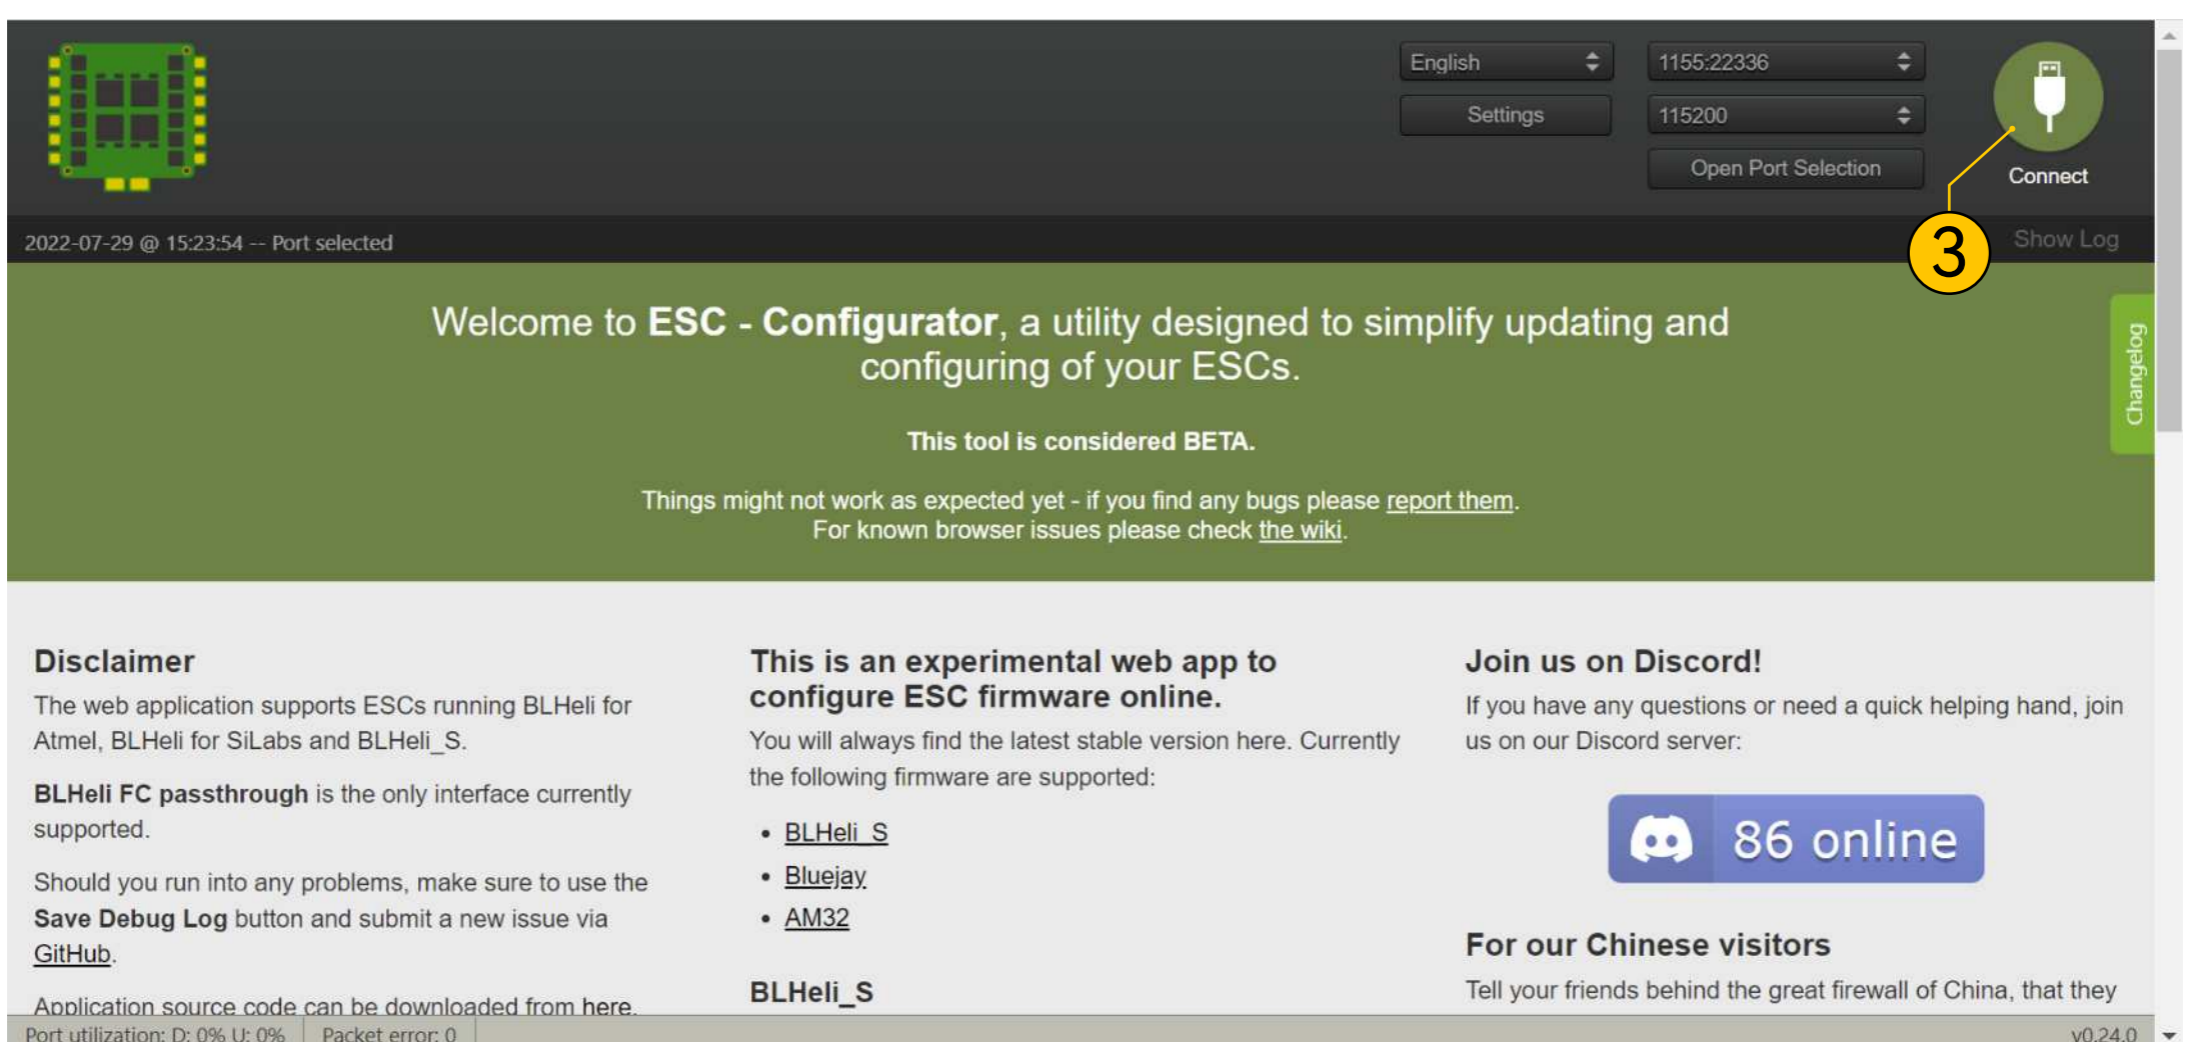 English
1155:22336
Settings
115200
Open Port Selection
Connect
3
2022-07-29 @ 15:23:54 -- Port selected
Show Log
Welcome to ESC - Configurator, a utility designed to simplify updating and
configuring of your ESCs.
This tool is considered BETA.
Things might not work as expected yet - if you find any bugs please report them.
For known browser issues please check the wiki.
Changelog
Disclaimer
The web application supports ESCs running BLHeli for
Atmel, BLHeli for SiLabs and BLHeli_S.
BLHeli FC passthrough is the only interface currently
supported.
Should you run into any problems, make sure to use the
Save Debug Log button and submit a new issue via
GitHub.
Application source code can be downloaded from here.
This is an experimental web app to
configure ESC firmware online.
You will always find the latest stable version here. Currently
the following firmware are supported:
• BLHeli_S
• Bluejay
• AM32
BLHeli_S
Join us on Discord!
If you have any questions or need a quick helping hand, join
us on our Discord server:
86 online
For our Chinese visitors
Tell your friends behind the great firewall of China, that they
Port utilization: D: 0% U: 0%
Packet error: 0
v0.24.0